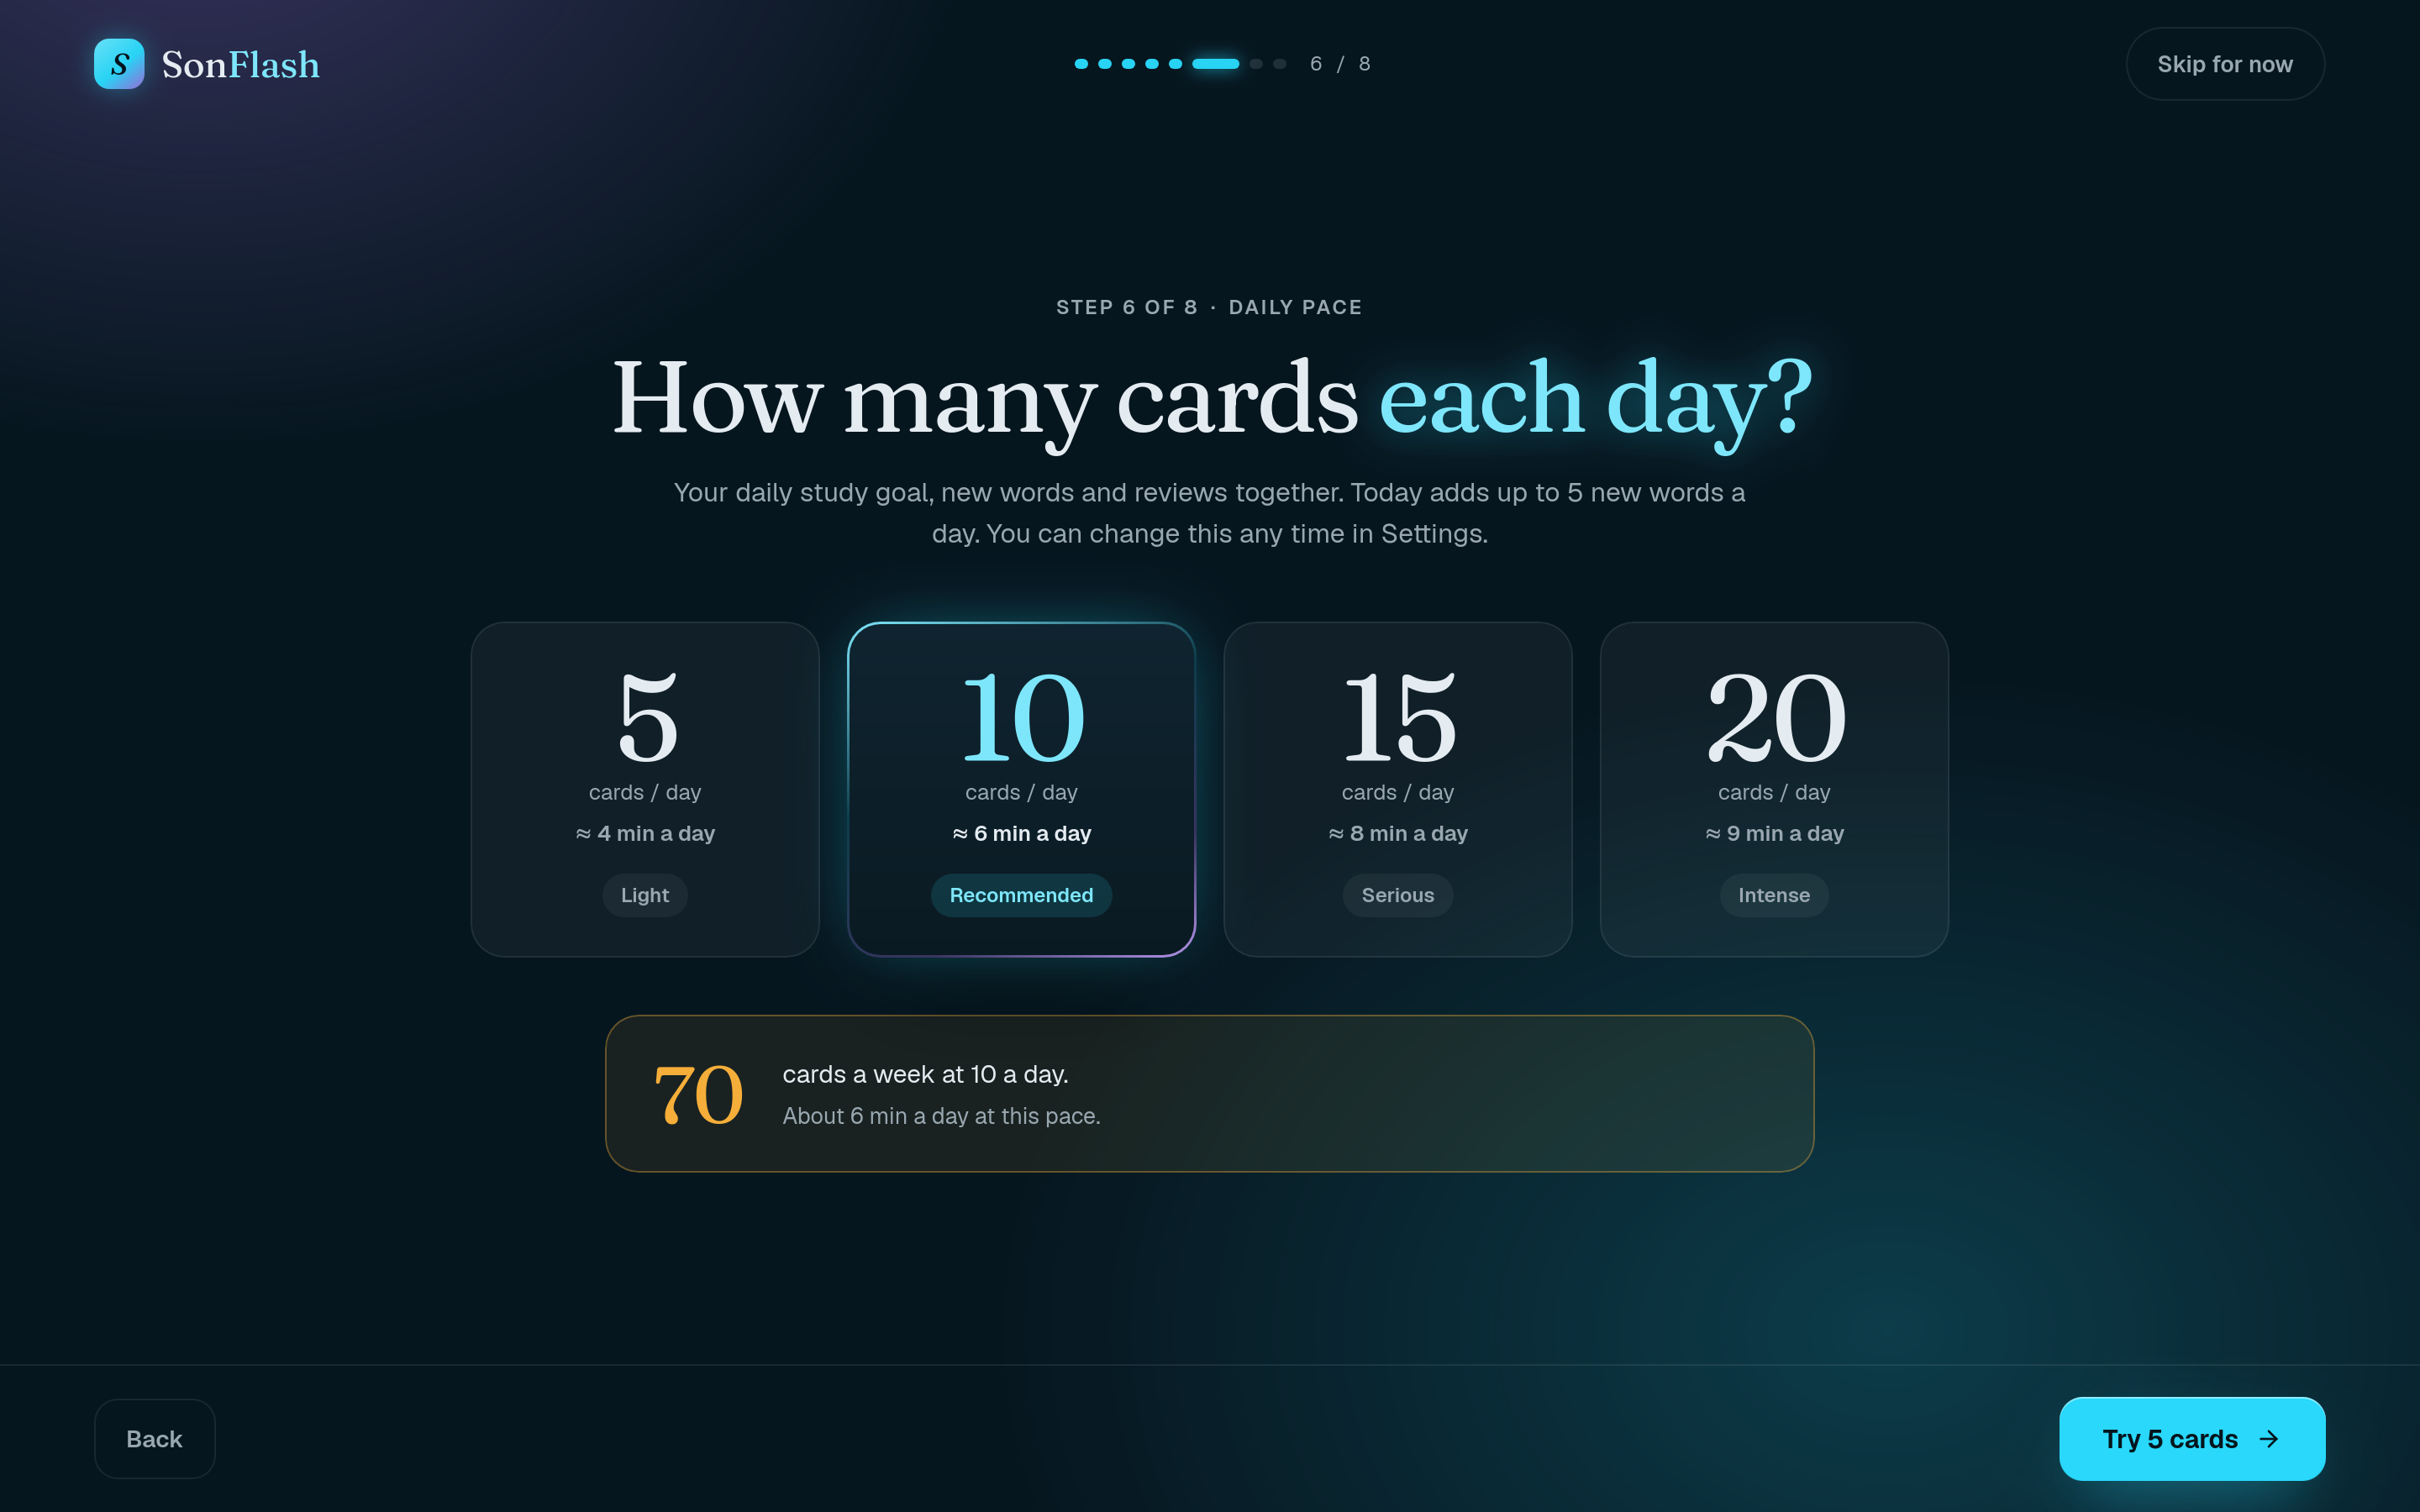 S SonFlash
6 / 8
Skip for now
STEP 6 OF 8 · DAILY PACE
How many cards each day?
Your daily study goal, new words and reviews together. Today adds up to 5 new words a
day. You can change this any time in Settings.
5
cards / day
≈ 4 min a day
Light
10
cards / day
≈ 6 min a day
Recommended
15
cards / day
≈ 8 min a day
Serious
20
cards / day
≈ 9 min a day
Intense
70
cards a week at 10 a day.
About 6 min a day at this pace.
Back
Try 5 cards →